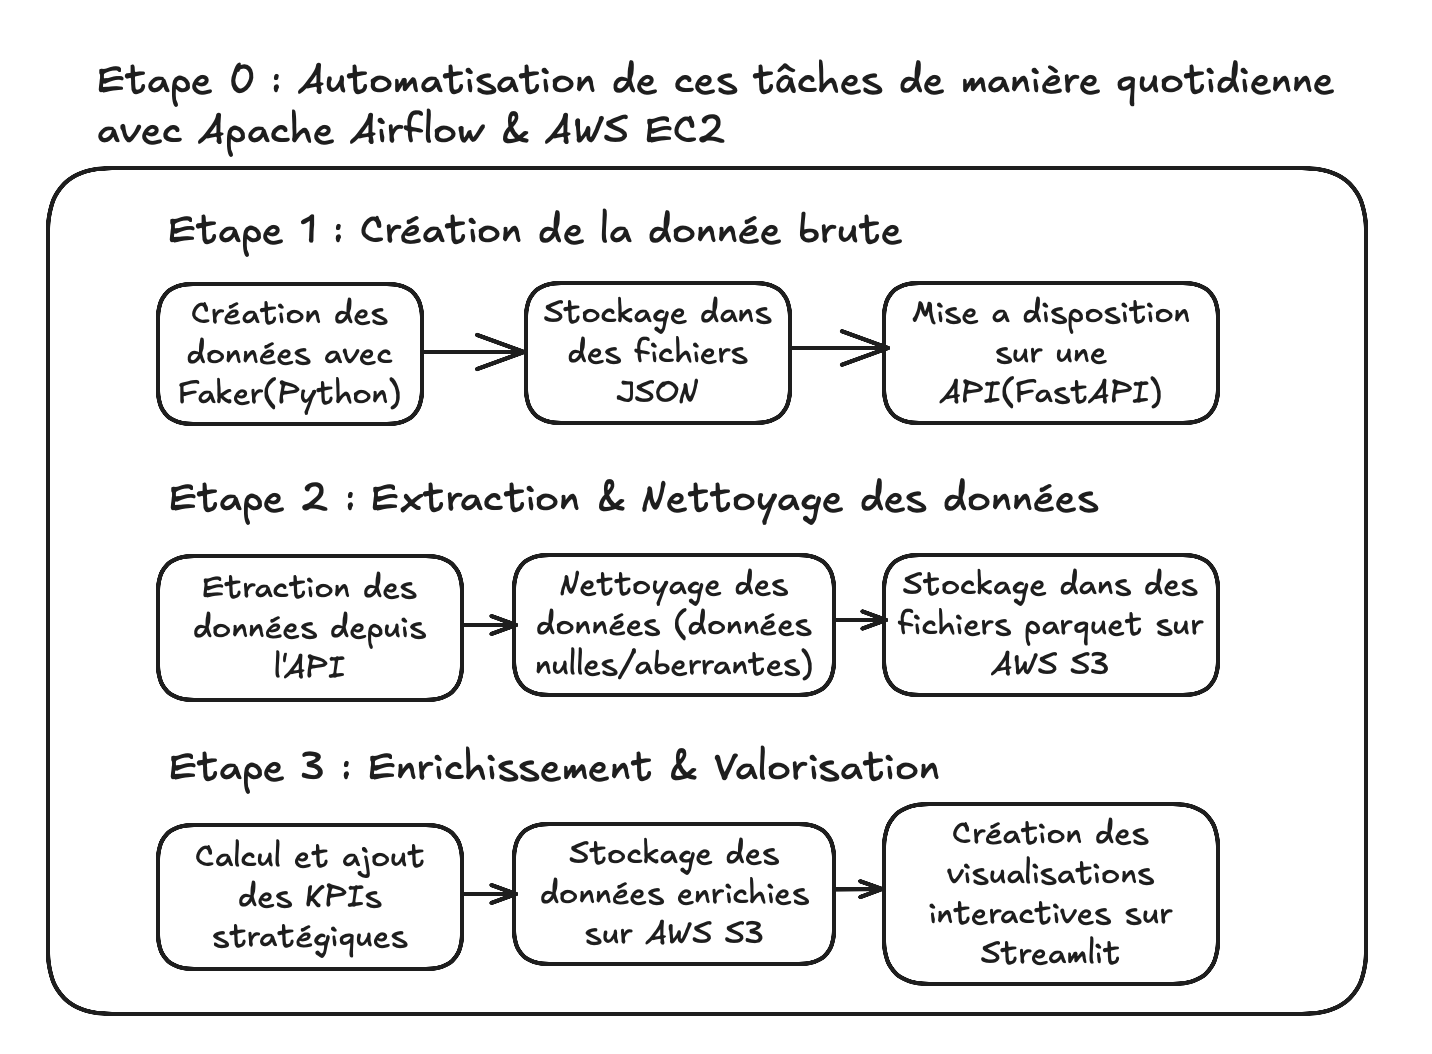 Etape 0 : Automatisation de ces tâches de manière quotidienne
avec Apache Airflow & AWS EC2
Etape 1 : Création de la donnée brute
Création des
données avec
Faker(Python)
Stockage dans
des fichiers
JSON
Mise a disposition
sur une
API(FastAPI)
Etape 2 : Extraction & Nettoyage des données
Etraction des
données depuis
l'API
Nettoyage des
données (données
nulles/aberrantes)
Stockage dans des
fichiers parquet sur
AWS S3
Etape 3 : Enrichissement & Valorisation
Calcul et ajout
des KPIs
stratégiques
Stockage des
données enrichies
sur AWS S3
Création des
visualisations
interactives sur
Streamlit